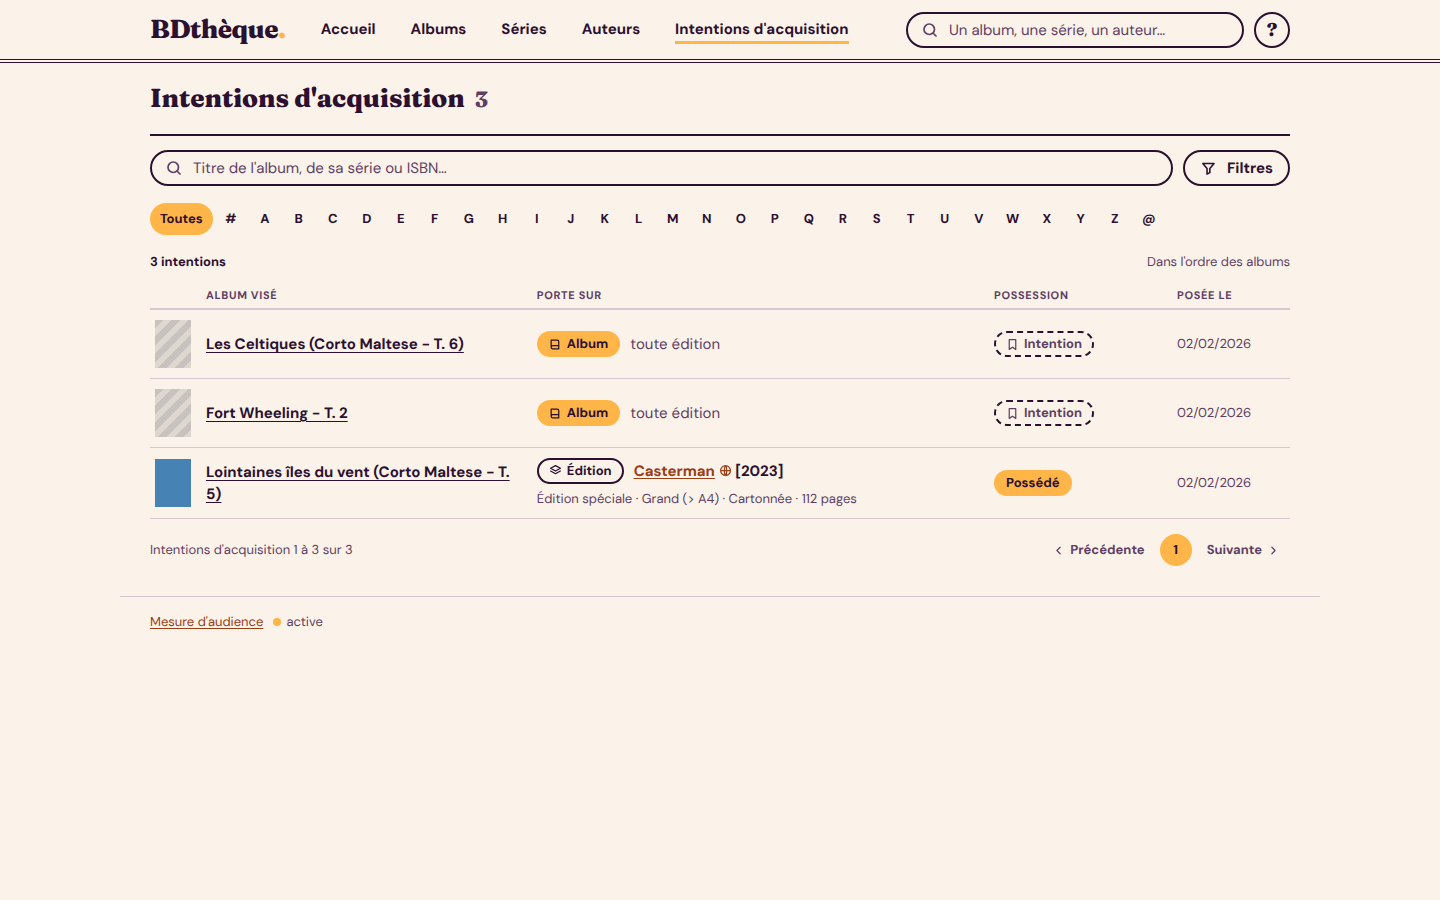 BDthèque.
Accueil
Albums
Séries
Auteurs
Intentions d'acquisition
Un album, une série, un auteur...
?
Intentions d'acquisition 3
Titre de l'album, de sa série ou ISBN...
Filtres
Toutes # A B C D E F G H I J K L M N O P Q R S T U V W X Y Z @
3 intentions
Dans l'ordre des albums
ALBUM VISÉ
PORTE SUR
POSSESSION
POSÉE LE
Les Celtiques (Corto Maltese - T. 6)
Album toute édition
Intention
02/02/2026
Fort Wheeling - T. 2
Album toute édition
Intention
02/02/2026
Lointaines îles du vent (Corto Maltese - T.
5)
Édition Casterman [2023]
Édition spéciale · Grand (> A4) · Cartonnée · 112 pages
Possédé
02/02/2026
Intentions d'acquisition 1 à 3 sur 3
Précédente 1 Suivante
Mesure d'audience active